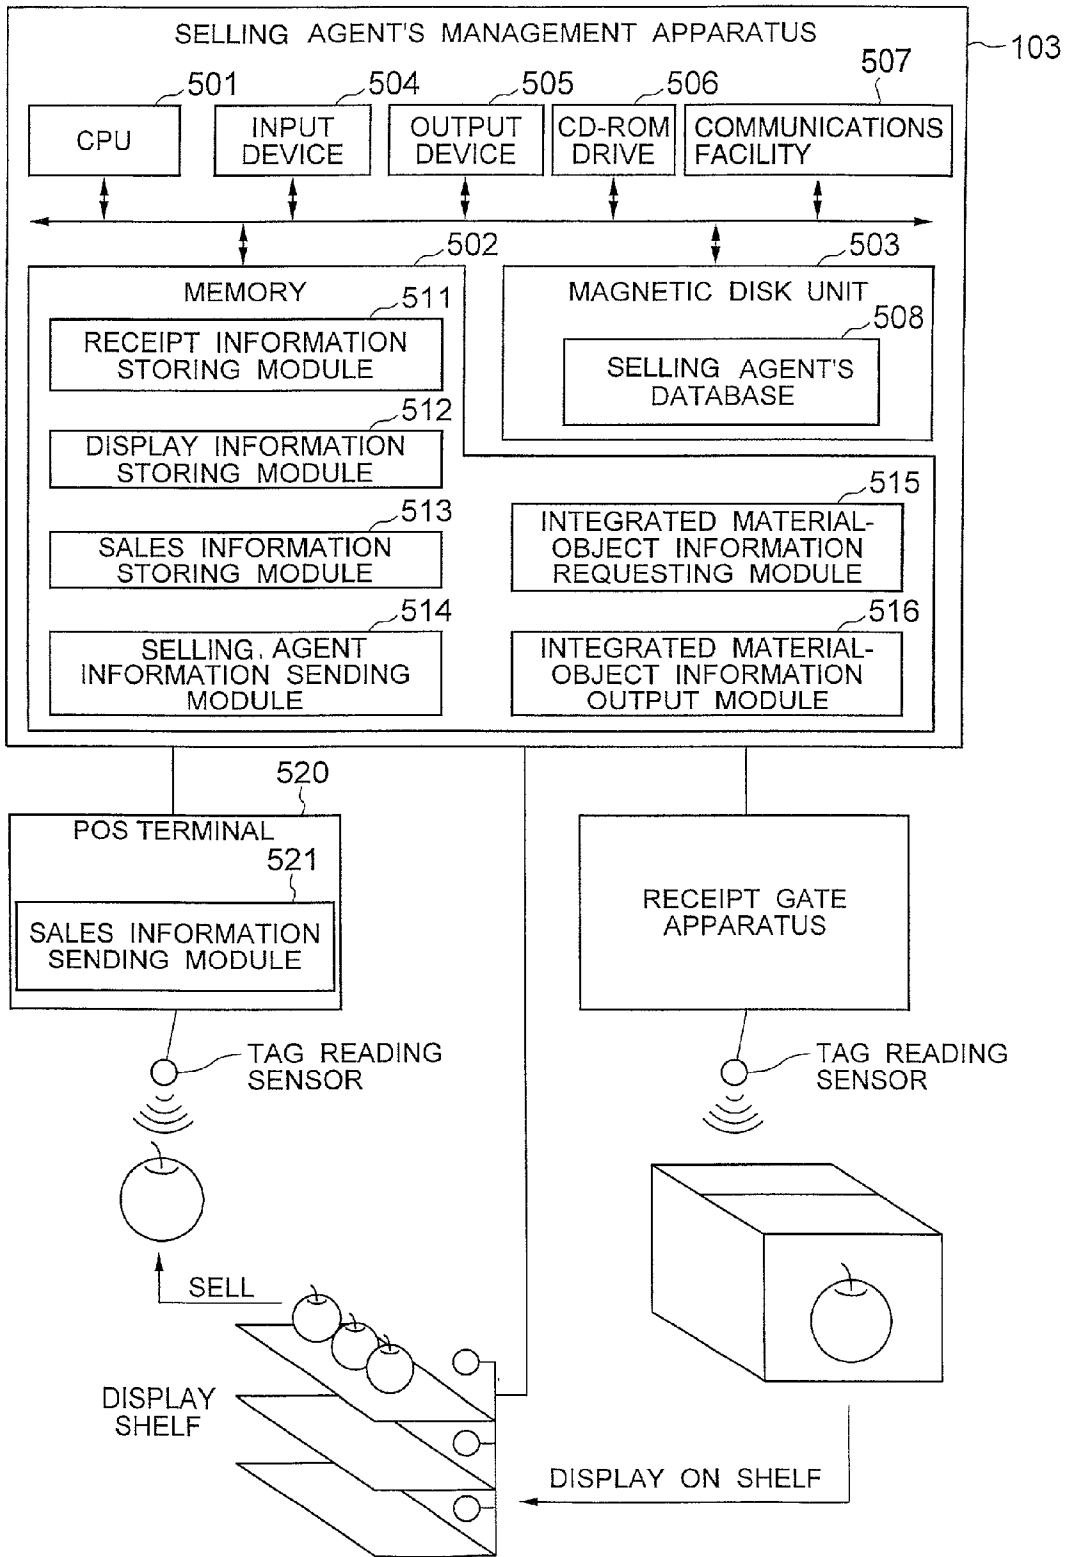 SELLING AGENT'S MANAGEMENT APPARATUS
103
501
504
505
506
507
CPU
INPUT
DEVICE
OUTPUT
DEVICE
CD-ROM
DRIVE
COMMUNICATIONS
FACILITY
502
503
MEMORY
MAGNETIC DISK UNIT
511
508
RECEIPT INFORMATION
STORING MODULE
SELLING AGENT'S
DATABASE
512
DISPLAY INFORMATION
STORING MODULE
513
515
SALES INFORMATION
STORING MODULE
INTEGRATED MATERIAL-
OBJECT INFORMATION
REQUESTING MODULE
514
516
SELLING. AGENT
INFORMATION SENDING
MODULE
INTEGRATED MATERIAL-
OBJECT INFORMATION
OUTPUT MODULE
520
POS TERMINAL
521
SALES INFORMATION
SENDING MODULE
RECEIPT GATE
APPARATUS
TAG READING
SENSOR
TAG READING
SENSOR
SELL
DISPLAY
SHELF
DISPLAY ON SHELF